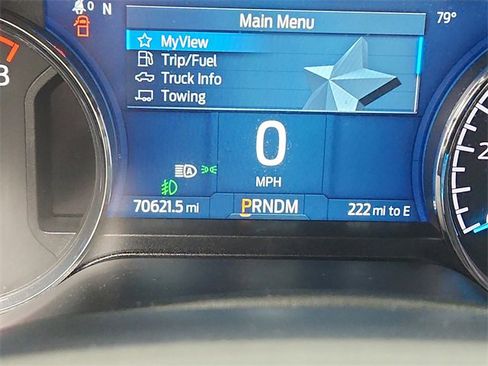 N
Main Menu
79°
MyView
Trip/Fuel
Truck Info
Towing
0
MPH
A
70621.5 mi
PRNDM
222 mi to E